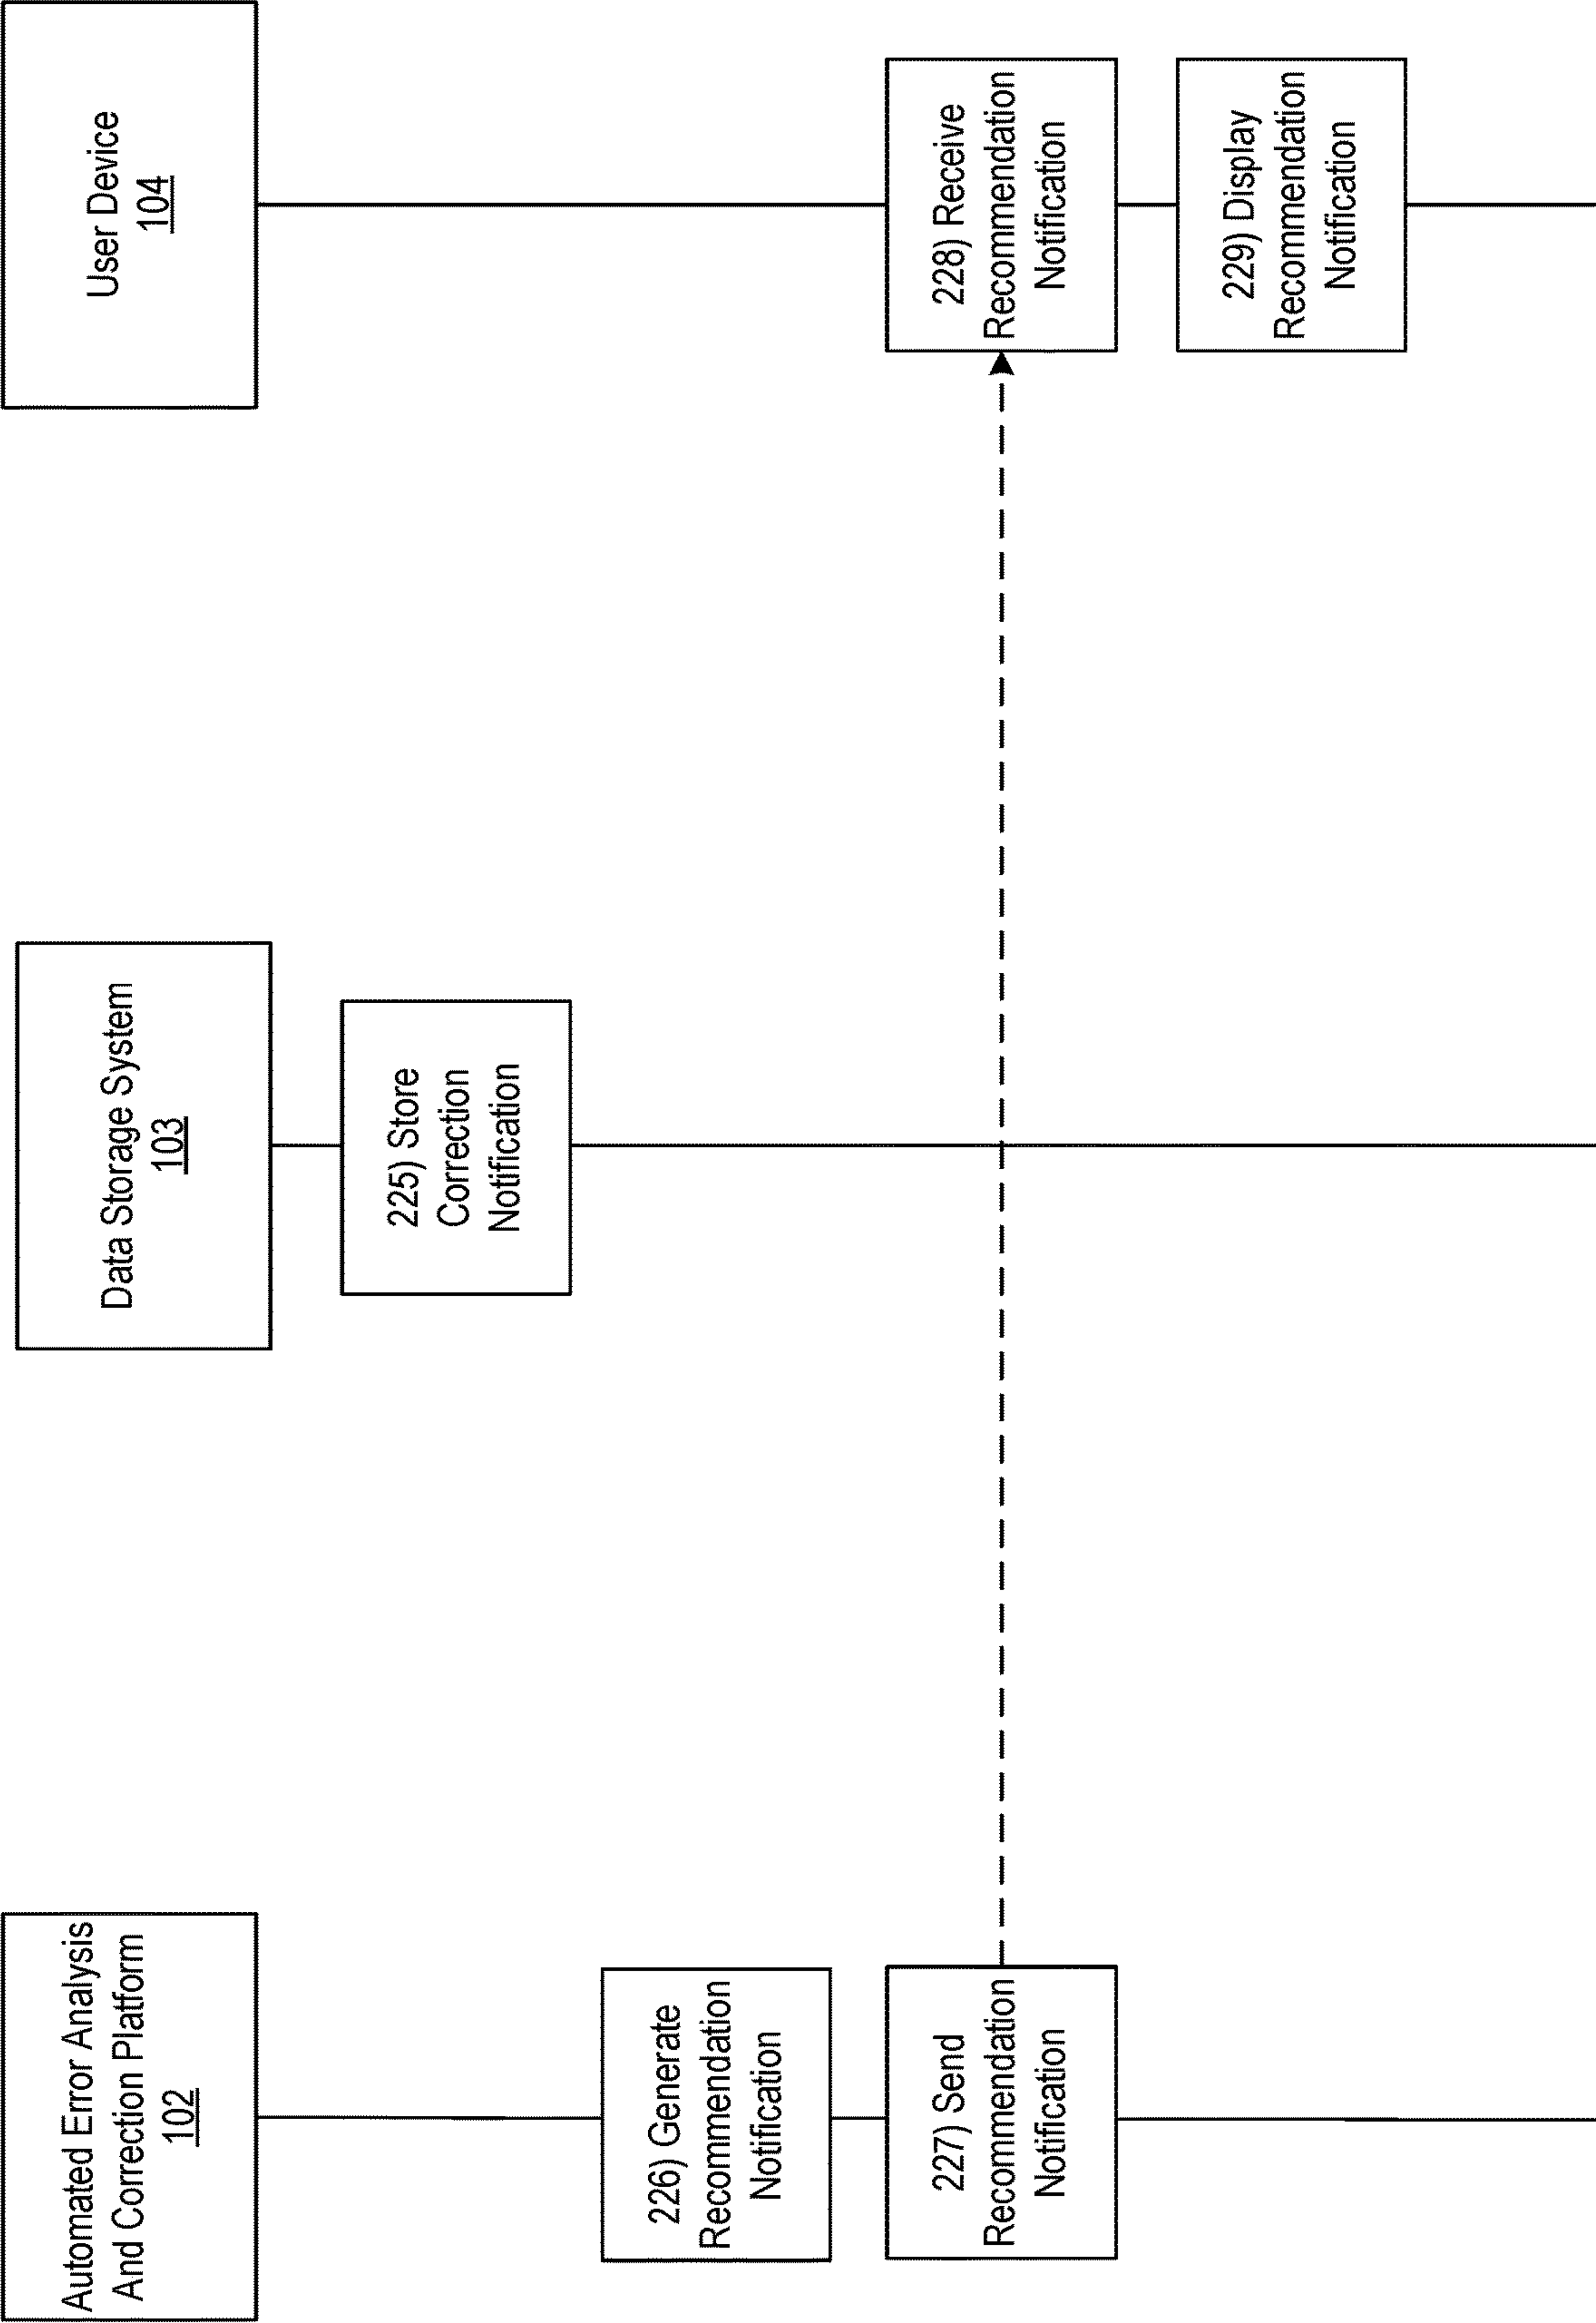 Automated Error Analysis
And Correction Platform
102
Data Storage System
103
User Device
104
225) Store
Correction
Notification
226) Generate
Recommendation
Notification
227) Send
Recommendation
Notification
228) Receive
Recommendation
Notification
229) Display
Recommendation
Notification